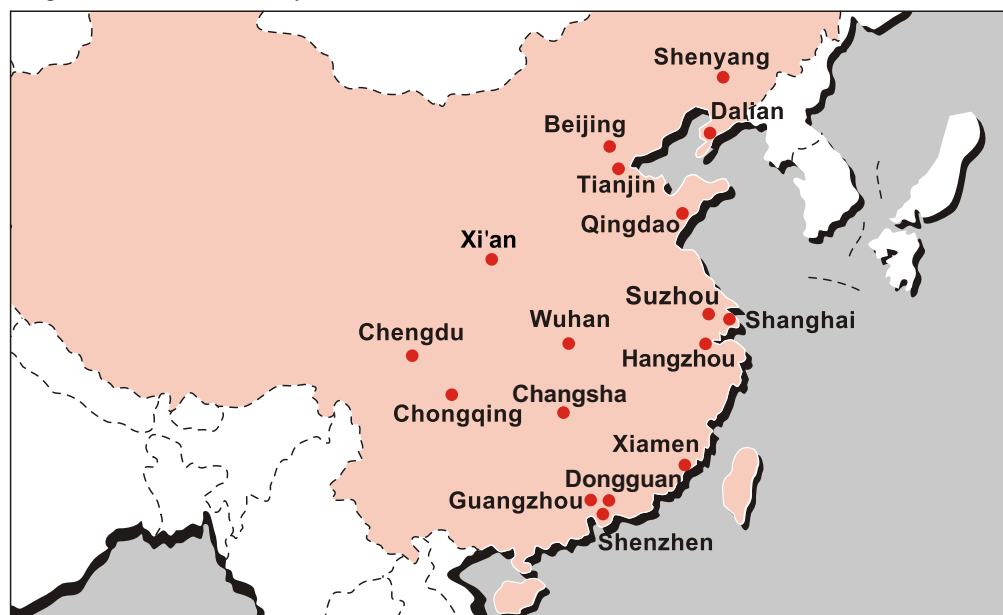 Shenyang
Dalian
Beijing
Tianjin
Qingdao
Xi'an
Suzhou
Shanghai
Wuhan
Chengdu
Hangzhou
Changsha
Chongqing
Xiamen
Dongguan
Guangzhou
Shenzhen